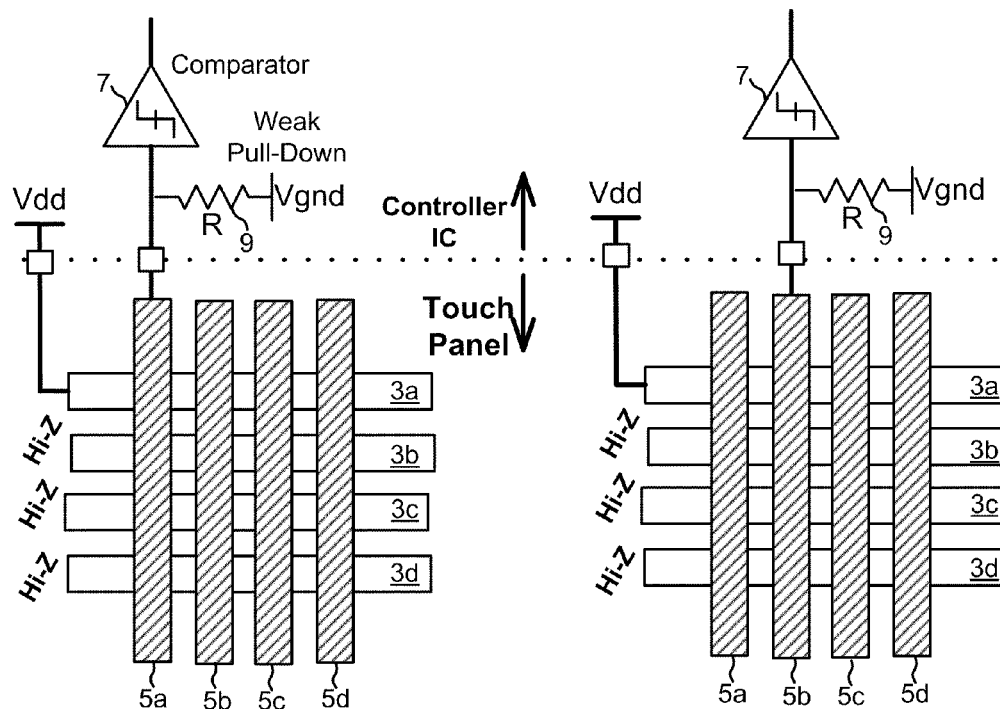 7
Comparator
Weak
Pull-Down
Vdd
R
9
Vgnd
Controller
IC
Touch
Panel
Hi-Z
Hi-Z
Hi-Z
3a
3b
3c
3d
5a
5b
5c
5d
7
Vdd
R
9
Vgnd
Hi-Z
Hi-Z
Hi-Z
3a
3b
3c
3d
5a
5b
5c
5d